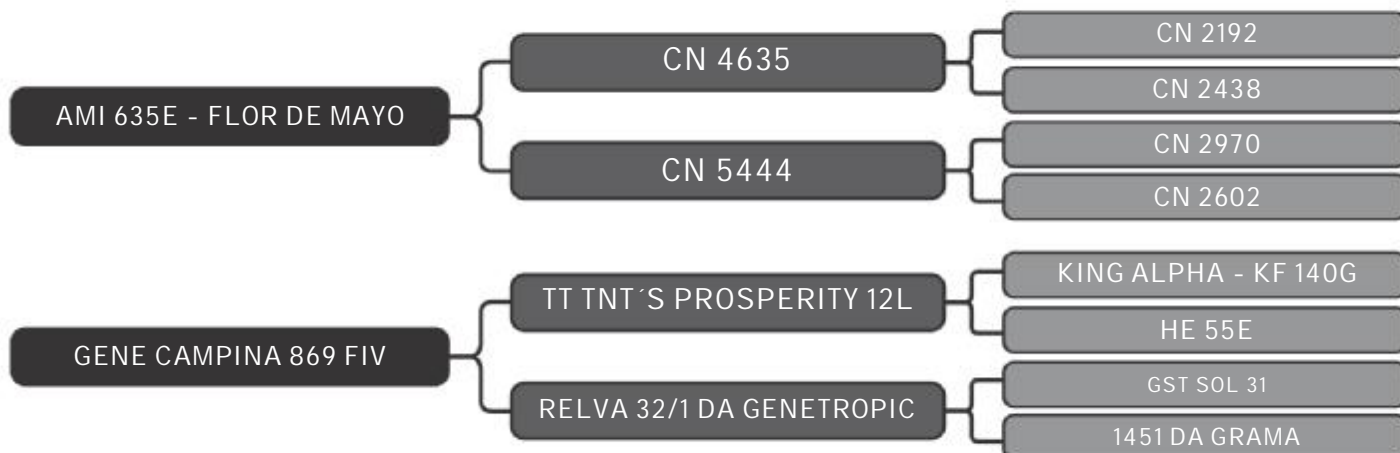 CN 2192
CN 4635
CN 2438
AMI 635E - FLOR DE MAYO
CN 2970
CN 5444
CN 2602
KING ALPHA - KF 140G
TT TNT´S PROSPERITY 12L
HE 55E
GENE CAMPINA 869 FIV
GST SOL 31
RELVA 32/1 DA GENETROPIC
1451 DA GRAMA